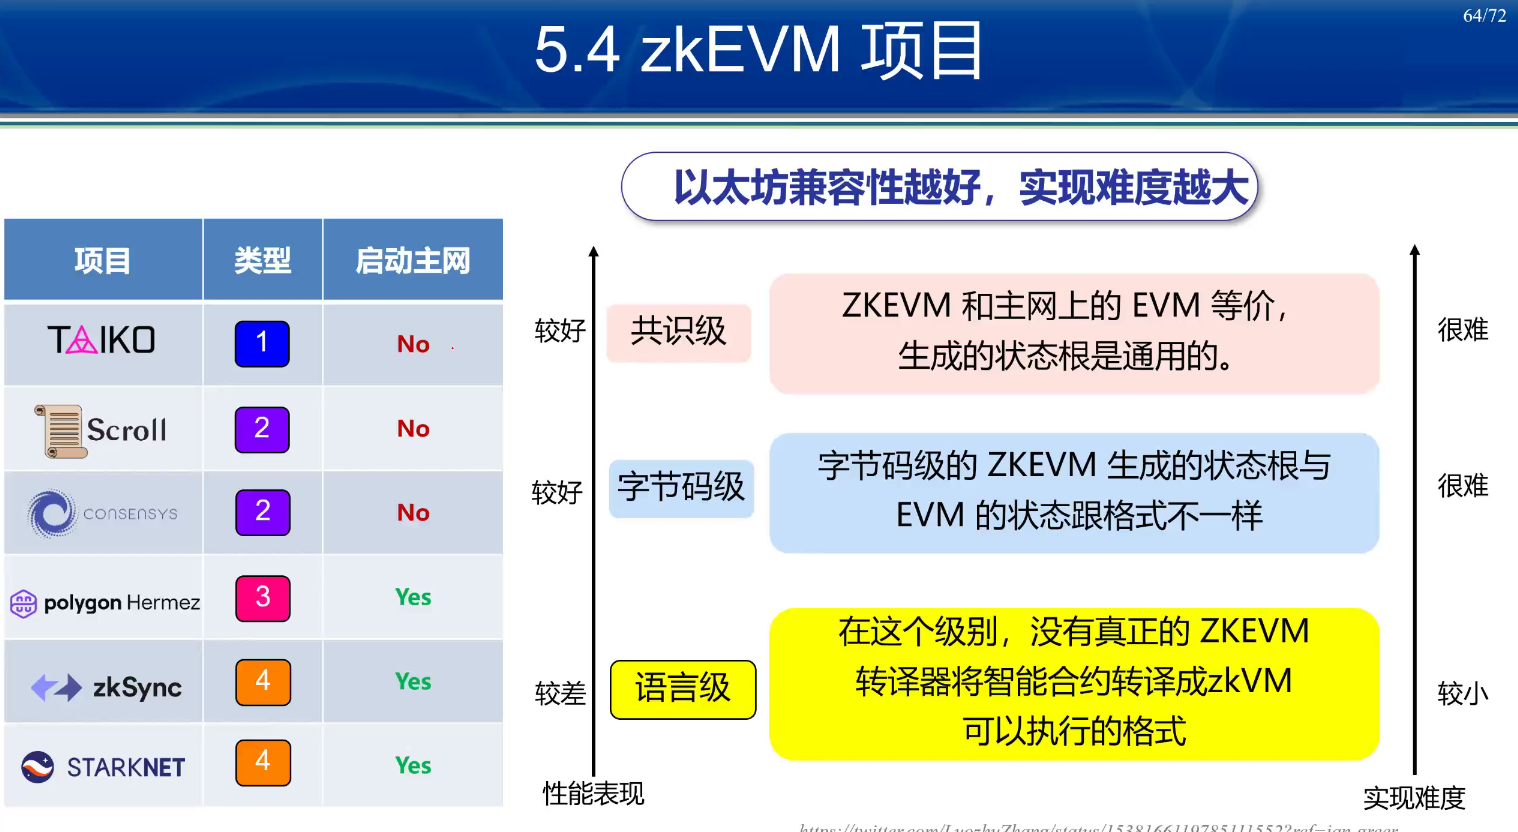 64/72
5.4 zkEVM 项目
以太坊兼容性越好，实现难度越大
项目 类型 启动主网
TAIKO 1 No
Scroll 2 No
CONSENSYS 2 No
polygon Hermez 3 Yes
zkSync 4 Yes
STARKNET 4 Yes
较好
共识级
ZKEVM 和主网上的 EVM 等价，
生成的状态根是通用的。
很难
较好
字节码级
字节码级的 ZKEVM 生成的状态根与
EVM 的状态跟格式不一样
很难
较差
语言级
在这个级别，没有真正的 ZKEVM
转译器将智能合约转译成zkVM
可以执行的格式
较小
性能表现
实现难度